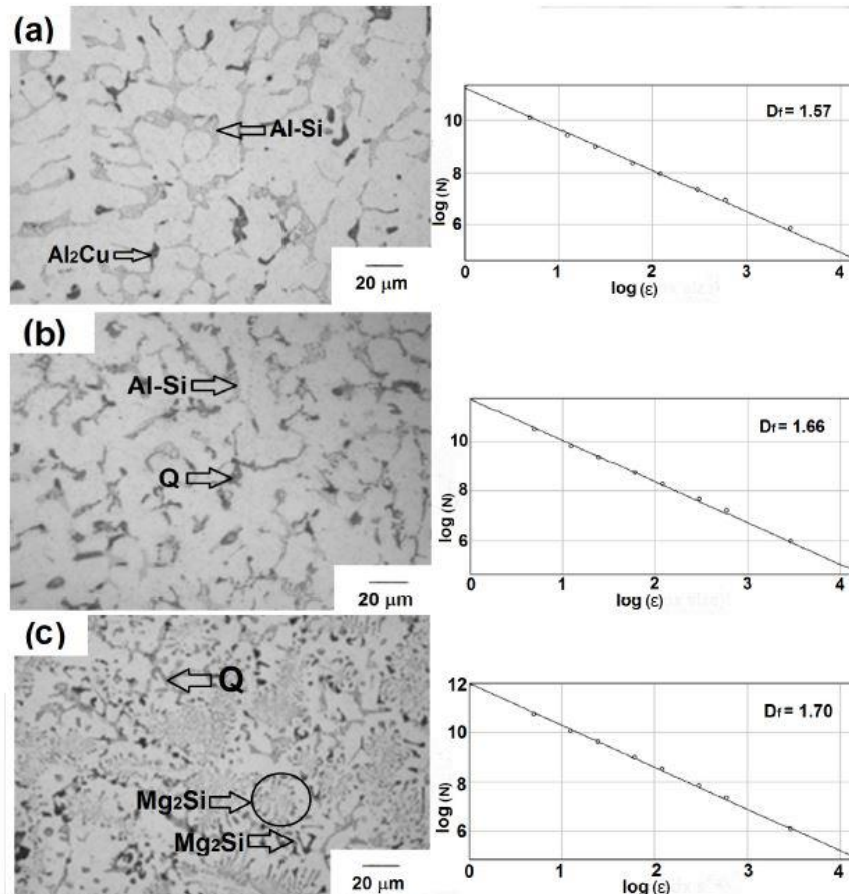 (a)
Al-Si
Al2Cu
20 μm
10
8
6
log (N)
Df = 1.57
0 1 2 3 4
log (ε)
(b)
Al-Si
Q
20 μm
10
8
6
log (N)
Df = 1.66
0 1 2 3 4
log (ε)
(c)
Q
Mg2Si
Mg2Si
20 μm
12
10
8
6
log (N)
Df = 1.70
0 1 2 3 4
log (ε)